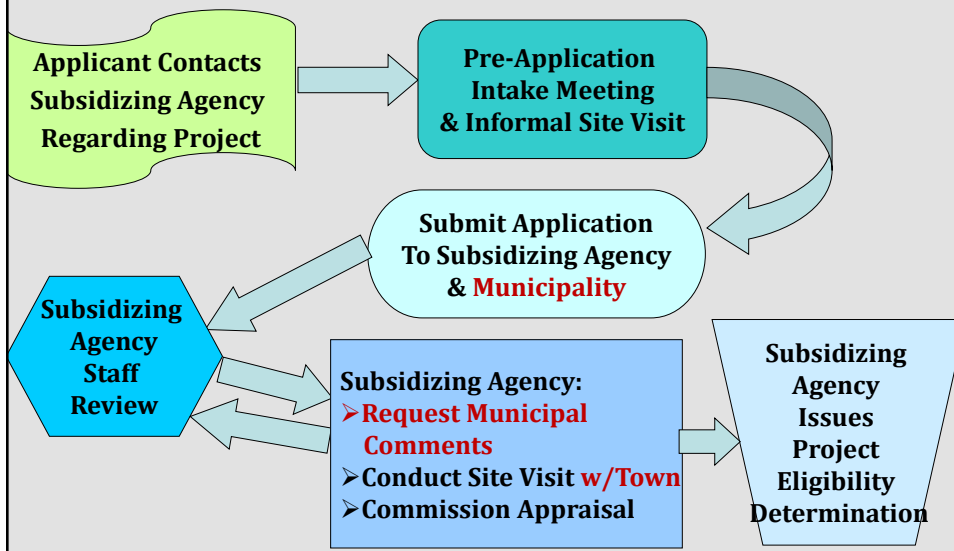 Applicant Contacts
Subsidizing Agency
Regarding Project
Pre-Application
Intake Meeting
& Informal Site Visit
Submit Application
To Subsidizing Agency
& Municipality
Subsidizing
Agency
Staff
Review
Subsidizing Agency:
➢Request Municipal
Comments
➢Conduct Site Visit w/Town
➢Commission Appraisal
Subsidizing
Agency
Issues
Project
Eligibility
Determination